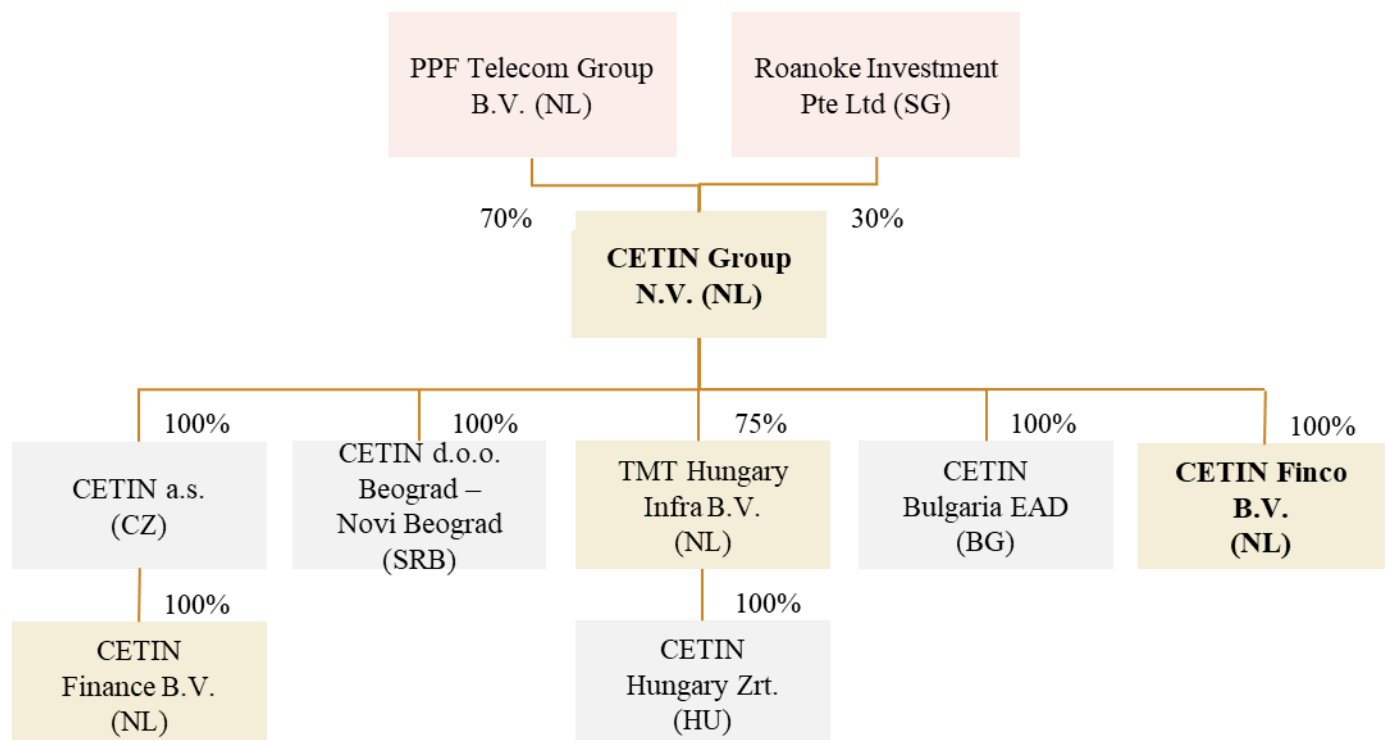 PPF Telecom Group
B.V. (NL)
Roanoke Investment
Pte Ltd (SG)
70%
30%
CETIN Group
N.V. (NL)
100%
100%
75%
100%
100%
CETIN a.s.
(CZ)
CETIN d.o.o.
Beograd –
Novi Beograd
(SRB)
TMT Hungary
Infra B.V.
(NL)
CETIN
Bulgaria EAD
(BG)
CETIN Finco
B.V.
(NL)
100%
100%
CETIN
Finance B.V.
(NL)
CETIN
Hungary Zrt.
(HU)